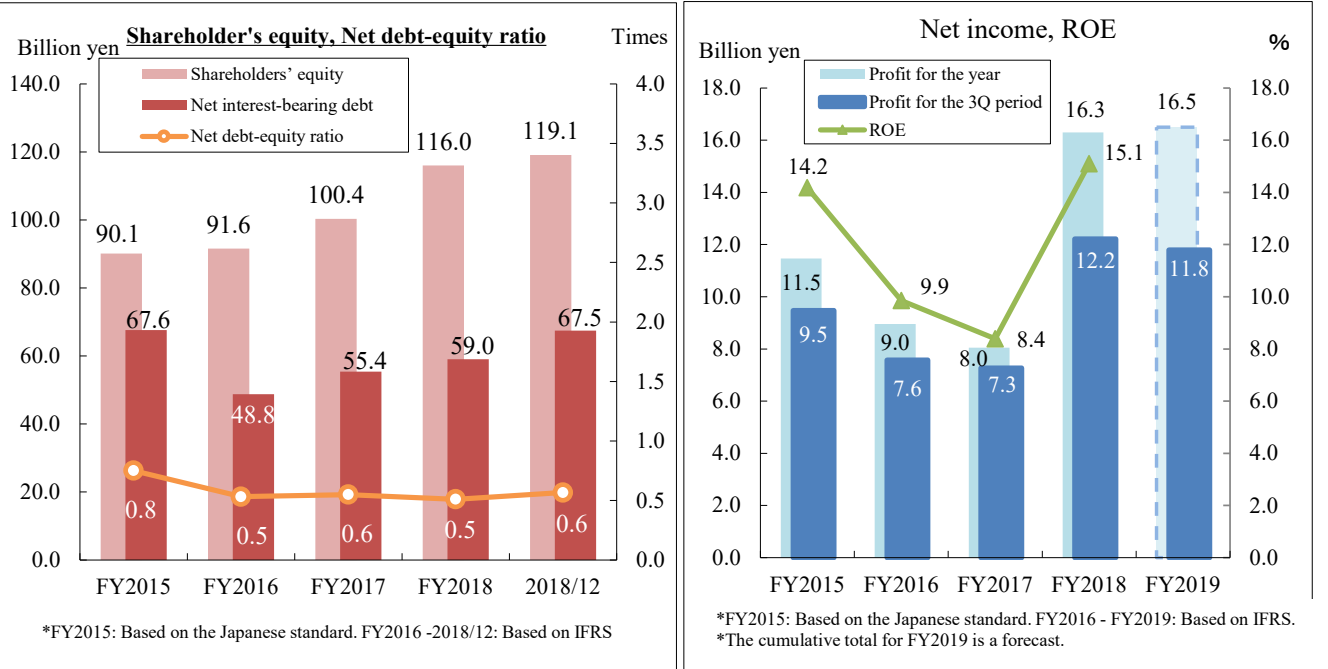 Shareholder's equity, Net debt-equity ratio
Billion yen
Times
Shareholders' equity
Net interest-bearing debt
Net debt-equity ratio
140.0
120.0
100.0
80.0
60.0
40.0
20.0
0.0
4.0
3.5
3.0
2.5
2.0
1.5
1.0
0.5
0.0
90.1
91.6
100.4
116.0
119.1
67.6
48.8
55.4
59.0
67.5
0.8
0.5
0.6
0.5
0.6
FY2015
FY2016
FY2017
FY2018
2018/12
*FY2015: Based on the Japanese standard. FY2016 -2018/12: Based on IFRS
Net income, ROE
Billion yen
%
Profit for the year
Profit for the 3Q period
ROE
18.0
16.0
14.0
12.0
10.0
8.0
6.0
4.0
2.0
0.0
18.0
16.0
14.0
12.0
10.0
8.0
6.0
4.0
2.0
0.0
14.2
9.9
8.4
15.1
11.5
9.0
8.0
16.3
16.5
9.5
7.6
7.3
12.2
11.8
FY2015
FY2016
FY2017
FY2018
FY2019
*FY2015: Based on the Japanese standard. FY2016 - FY2019: Based on IFRS.
*The cumulative total for FY2019 is a forecast.